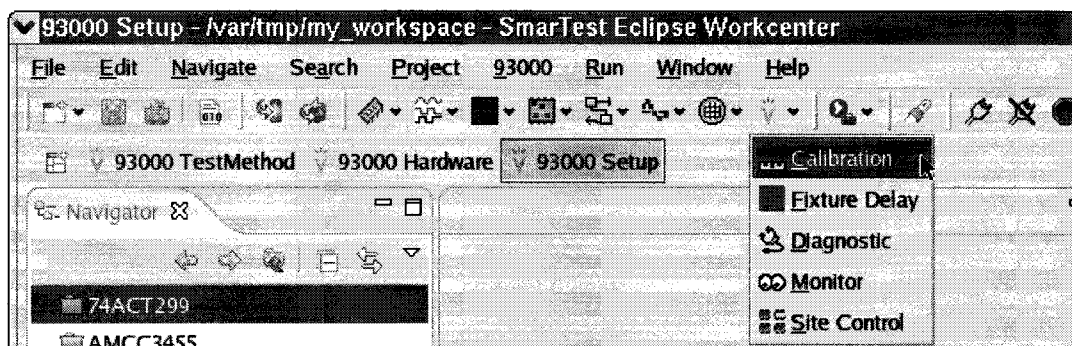 93000 Setup - /var/tmp/my_workspace - SmarTest Eclipse Workcenter
File Edit Navigate Search Project 93000 Run Window Help
93000 TestMethod 93000 Hardware 93000 Setup
Calibration
Fixture Delay
Diagnostic
Monitor
Site Control
Navigator
74ACT299
AMCC3455